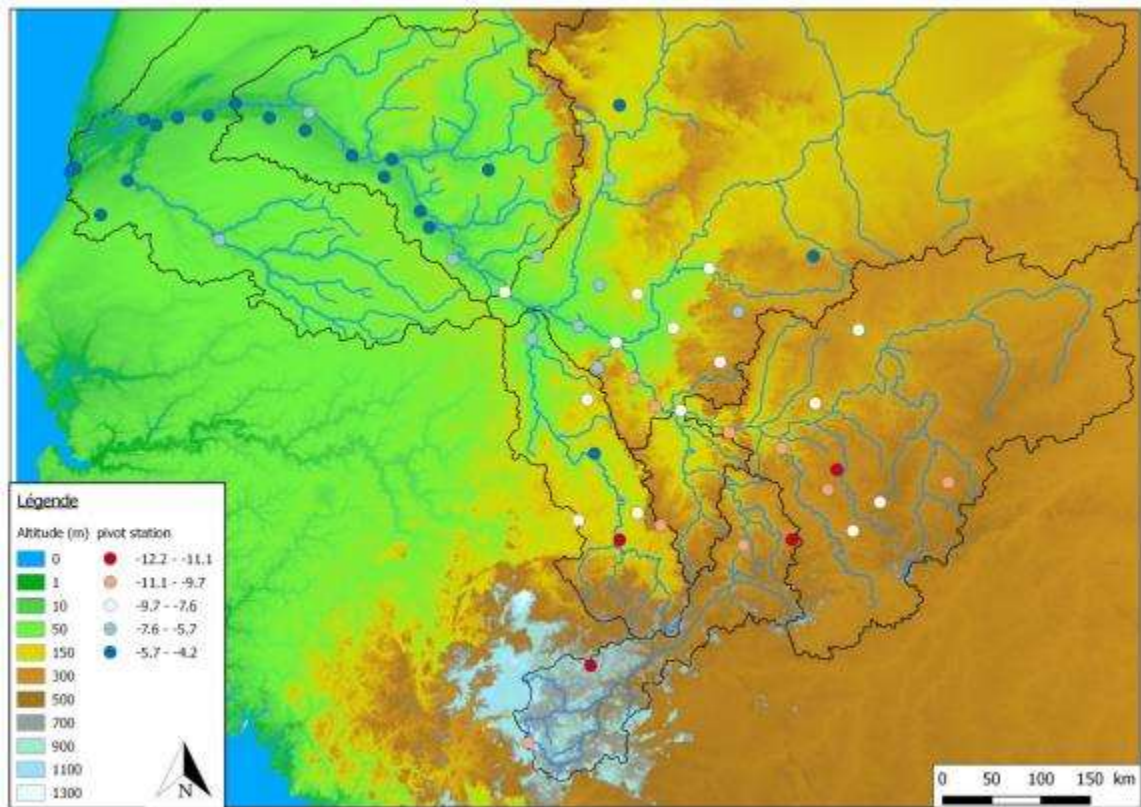 Légende
Altitude (m) pivot station
0 -12.2 - -11.1
1 -11.1 - -9.7
10 -9.7 - -7.6
50 -7.6 - -5.7
150 -5.7 - -4.2
300
500
700
900
1100
1300
N
0 50 100 150 km